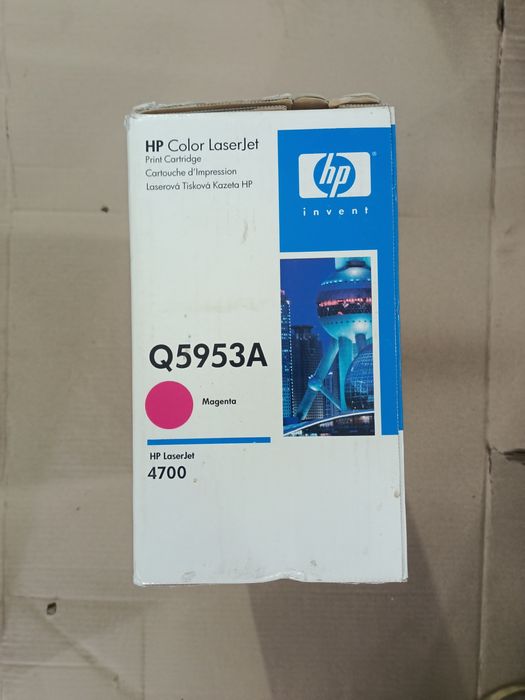 HP Color LaserJet
Print Cartridge
Cartouche d'Impression
Laserová Tisková Kazeta HP
hp
®
invent
Q5953A
Magenta
HP LaserJet
4700